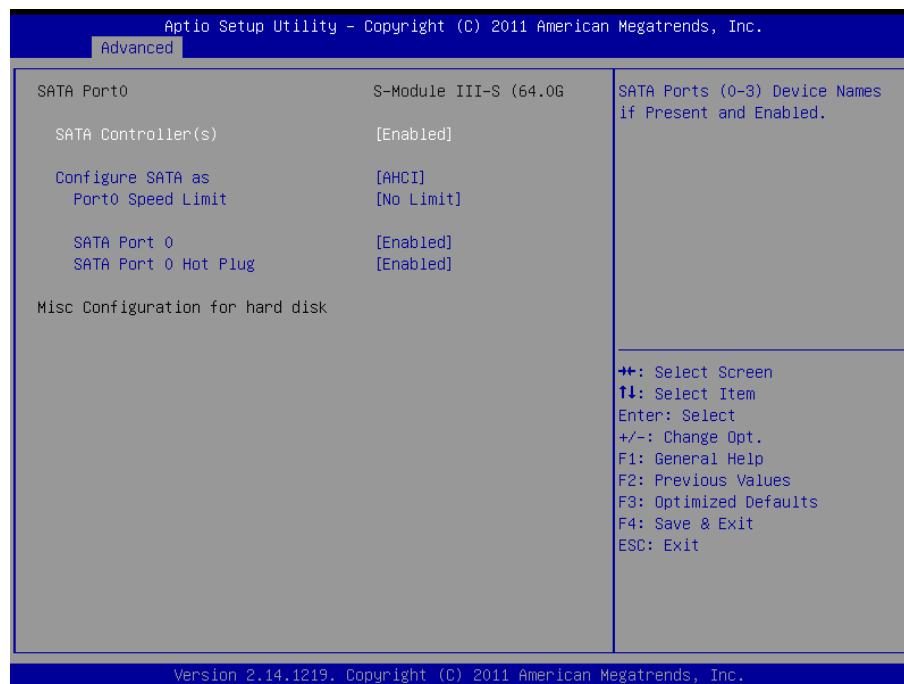 Aptio Setup Utility – Copyright (C) 2011 American Megatrends, Inc.
Advanced
SATA Port0 S-Module III-S (64.0G
SATA Controller(s) [Enabled]
Configure SATA as [AHCI]
Port0 Speed Limit [No Limit]
SATA Port 0 [Enabled]
SATA Port 0 Hot Plug [Enabled]
Misc Configuration for hard disk
SATA Ports (0-3) Device Names
if Present and Enabled.
→←: Select Screen
↑↓: Select Item
Enter: Select
+/-: Change Opt.
F1: General Help
F2: Previous Values
F3: Optimized Defaults
F4: Save & Exit
ESC: Exit
Version 2.14.1219. Copyright (C) 2011 American Megatrends, Inc.